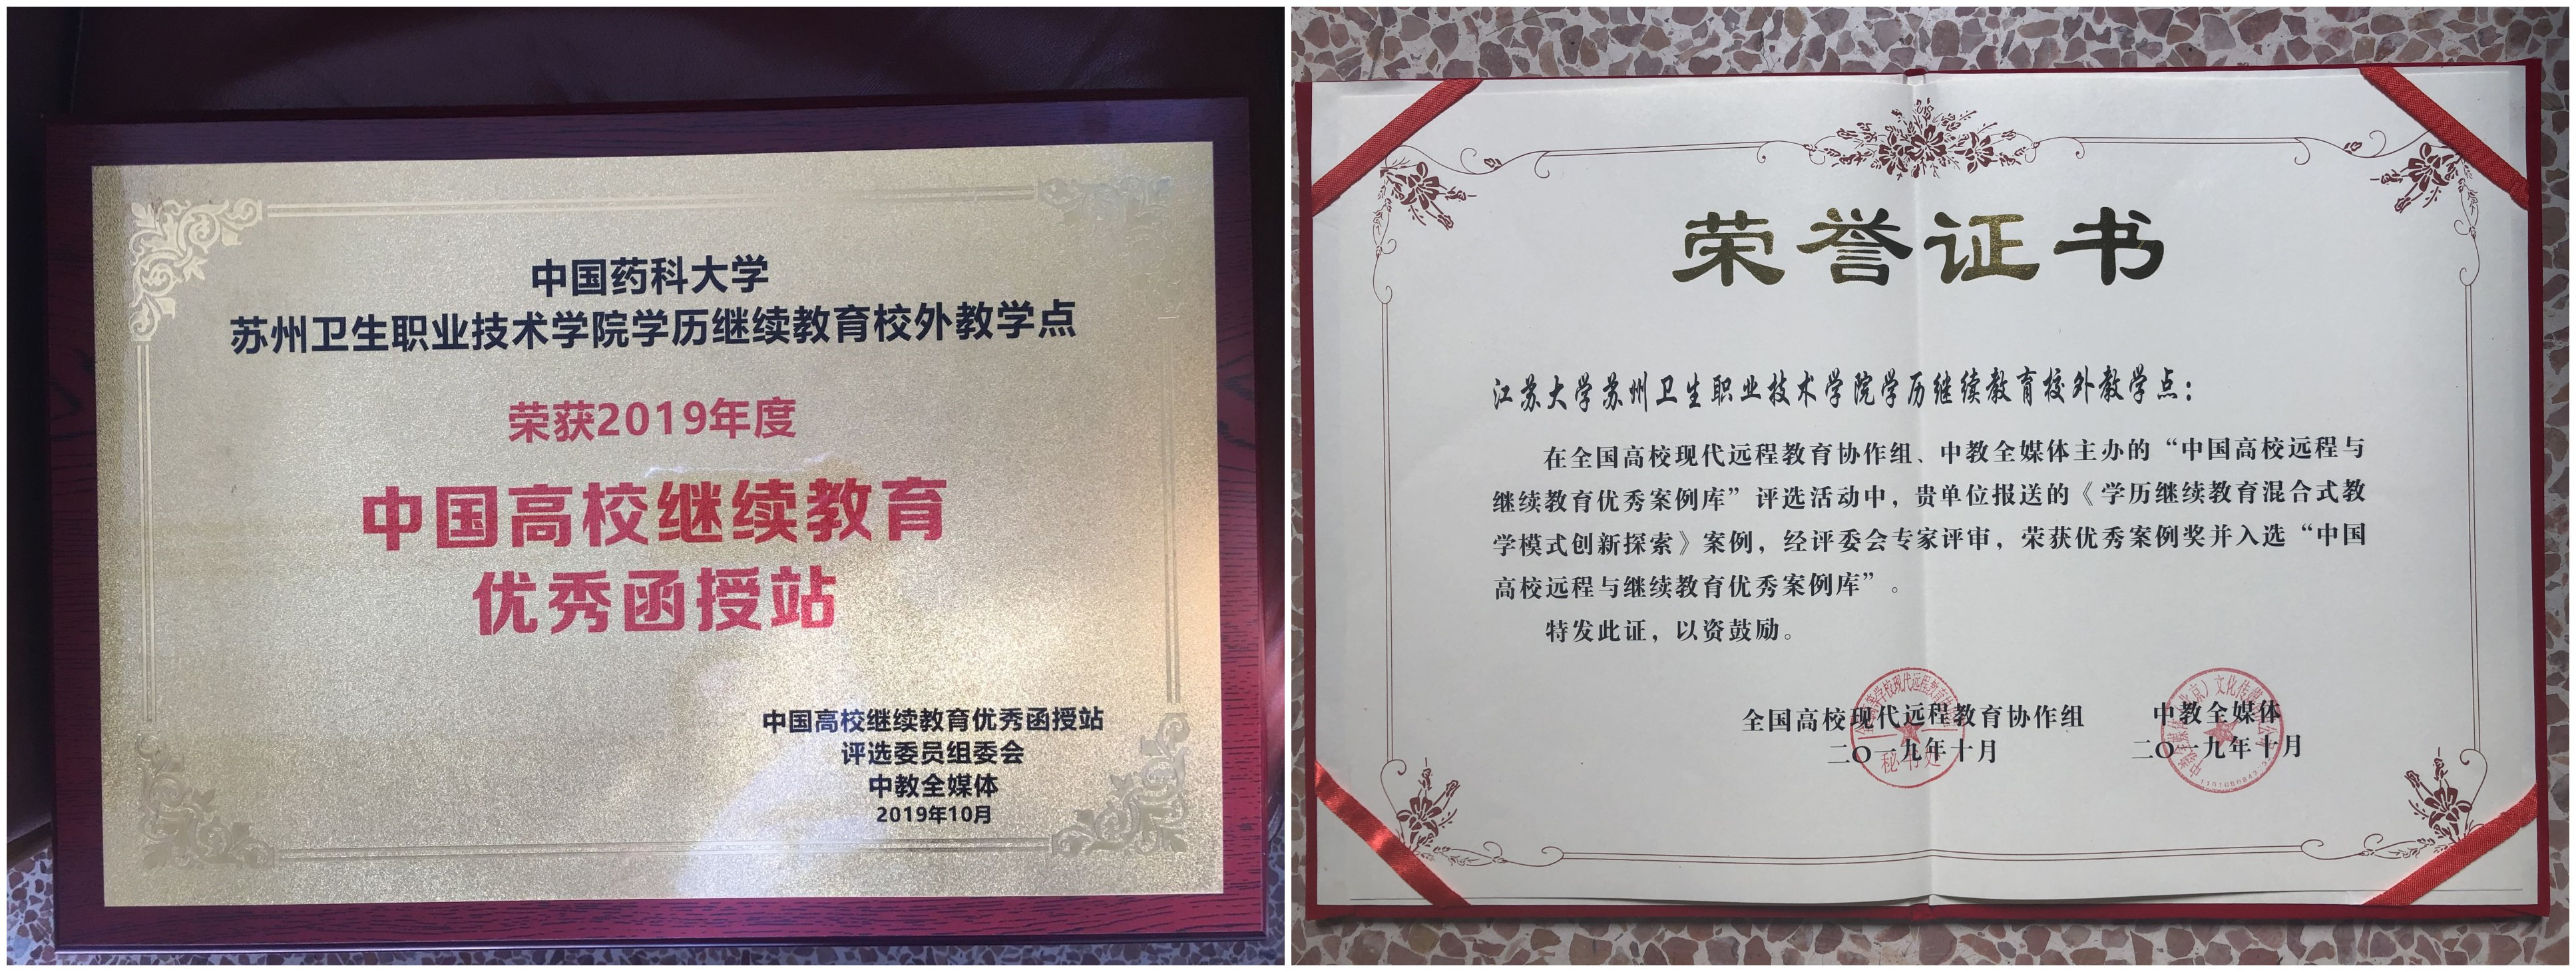 中国药科大学
苏州卫生职业技术学院学历继续教育校外教学点
荣获2019年度
中国高校继续教育
优秀函授站
中国高校继续教育优秀函授站
评选委员组委会
中教全媒体
2019年10月
荣誉证书
江苏大学苏州卫生职业技术学院学历继续教育校外教学点：
在全国高校现代远程教育协作组、中教全媒体主办的“中国高校远程与
继续教育优秀案例库”评选活动中，贵单位报送的《学历继续教育混合式教
学模式创新探索》案例，经评委会专家评审，荣获优秀案例奖并入选“中国
高校远程与继续教育优秀案例库”。
特发此证，以资鼓励。
全国高校现代远程教育协作组
二〇一九年十月
秘书处
中教全媒体
二〇一九年十月